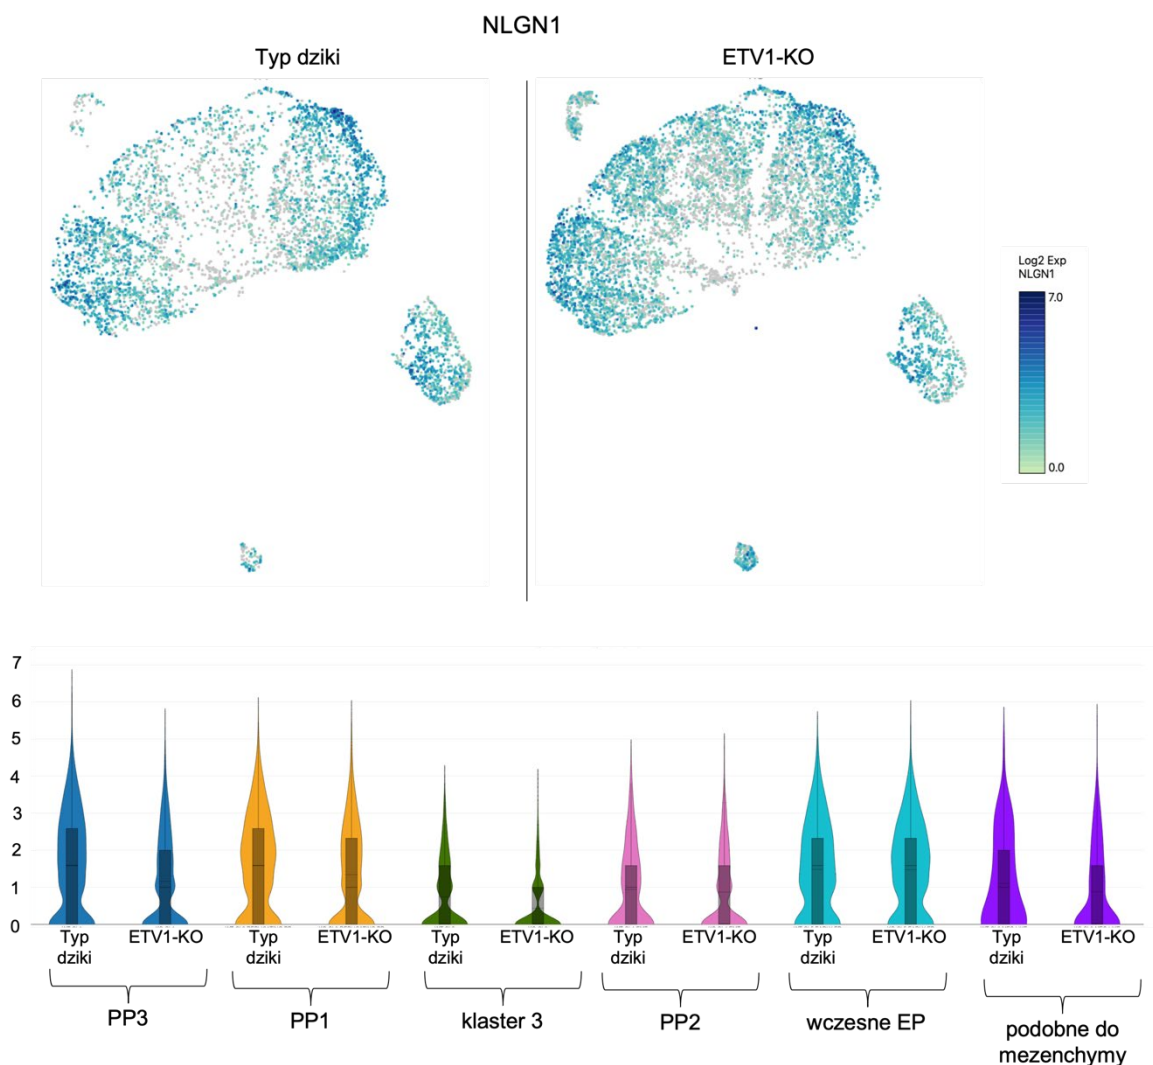 NLGN1
Typ dziki
ETV1-KO
Log2 Exp
NLGN1
7.0
0.0
7
6
5
4
3
2
1
0
Typ dziki
ETV1-KO
Typ dziki
ETV1-KO
Typ dziki
ETV1-KO
Typ dziki
ETV1-KO
Typ dziki
ETV1-KO
Typ dziki
ETV1-KO
PP3
PP1
klaster 3
PP2
wczesne EP
podobne do
mezenchymy